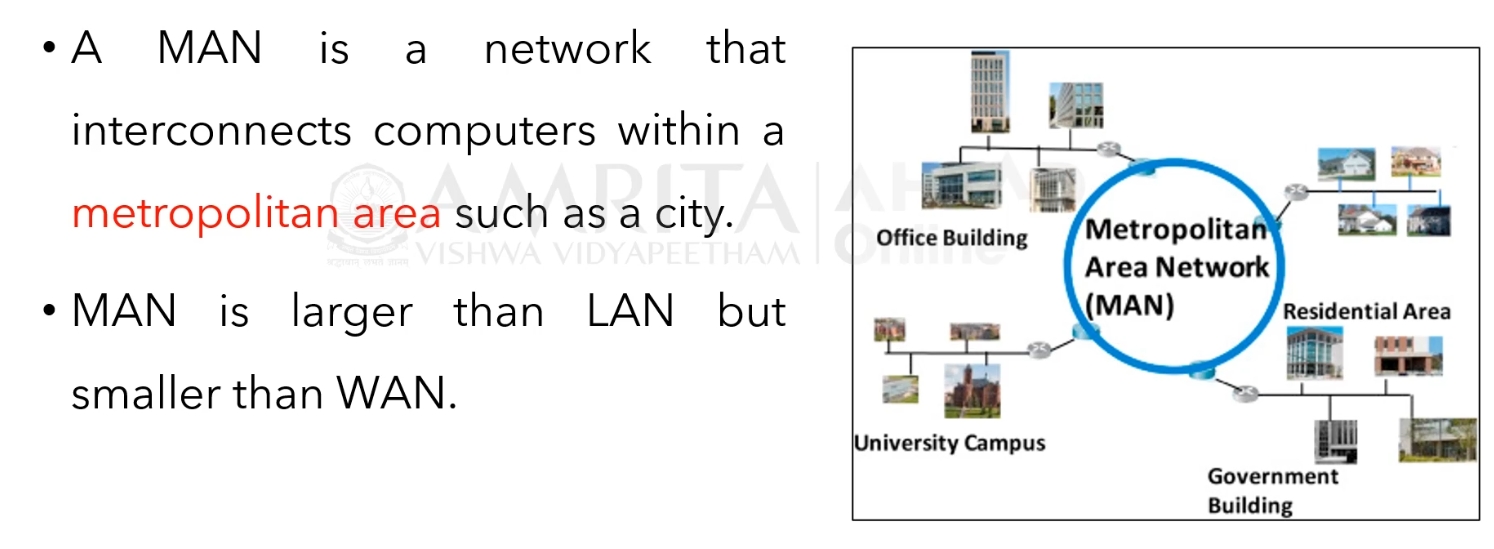 • A MAN is a network that
interconnects computers within a
metropolitan area such as a city.
• MAN is larger than LAN but
smaller than WAN.
AMRITA
VISHWA VIDYAPEETHAM
AHEAD
Online
Office Building
Metropolitan
Area Network
(MAN)
Residential Area
University Campus
Government
Building